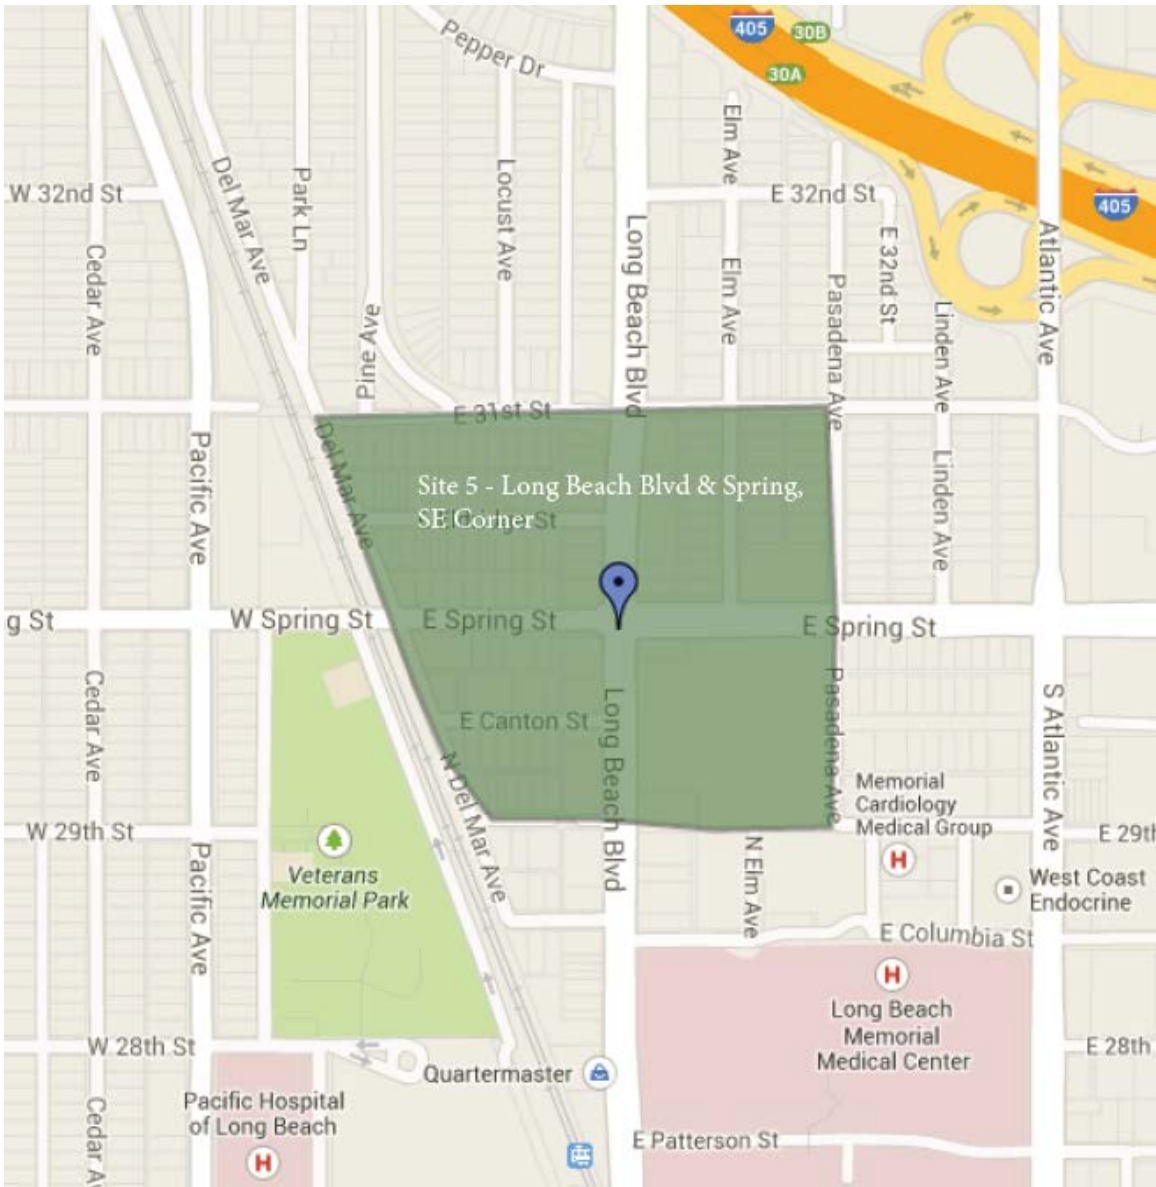 Pepper Dr
405
30B
30A
Elm Ave
W 32nd St
Del Mar Ave
Park Ln
Locust Ave
E 32nd St
405
Cedar Ave
Long Beach Blvd
Elm Ave
E 32nd St
Atlantic Ave
Pine Ave
Pasadena Ave
Linden Ave
E 31st St
Pacific Ave
Del Mar Ave
Linden Ave
Site 5 - Long Beach Blvd & Spring,
SE Corner
St
g St
W Spring St
E Spring St
E Spring St
Cedar Ave
E Canton St
Long Beach Blvd
Pasadena Ave
S Atlantic Ave
N Del Mar Ave
Memorial
Cardiology
Medical Group
W 29th St
E 29th
Pacific Ave
Veterans
Memorial Park
Blvd
N Elm Ave
West Coast
Endocrine
E Columbia St
H
H
Long Beach
Memorial
Medical Center
W 28th St
E 28th
Quartermaster
Pacific Hospital
of Long Beach
H
Cedar A
E Patterson St